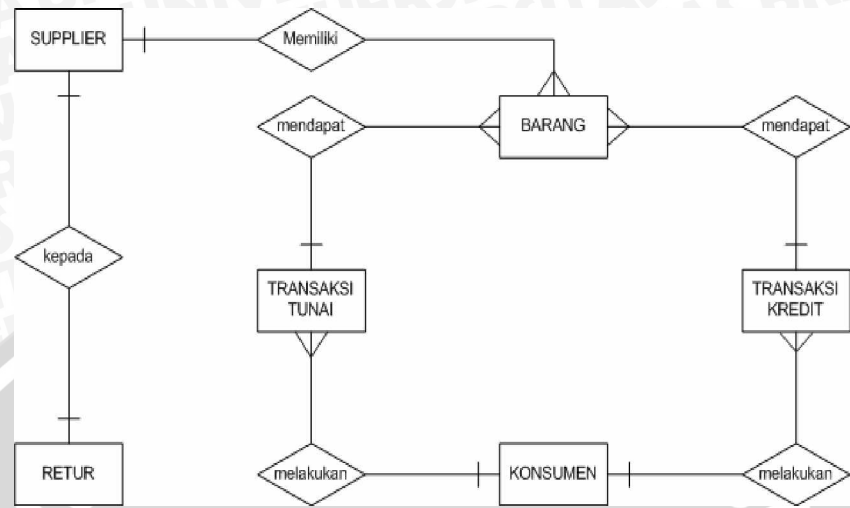 SUPPLIER
Memiliki
mendapat
BARANG
mendapat
kepada
TRANSAKSI
TUNAI
TRANSAKSI
KREDIT
RETUR
melakukan
KONSUMEN
melakukan